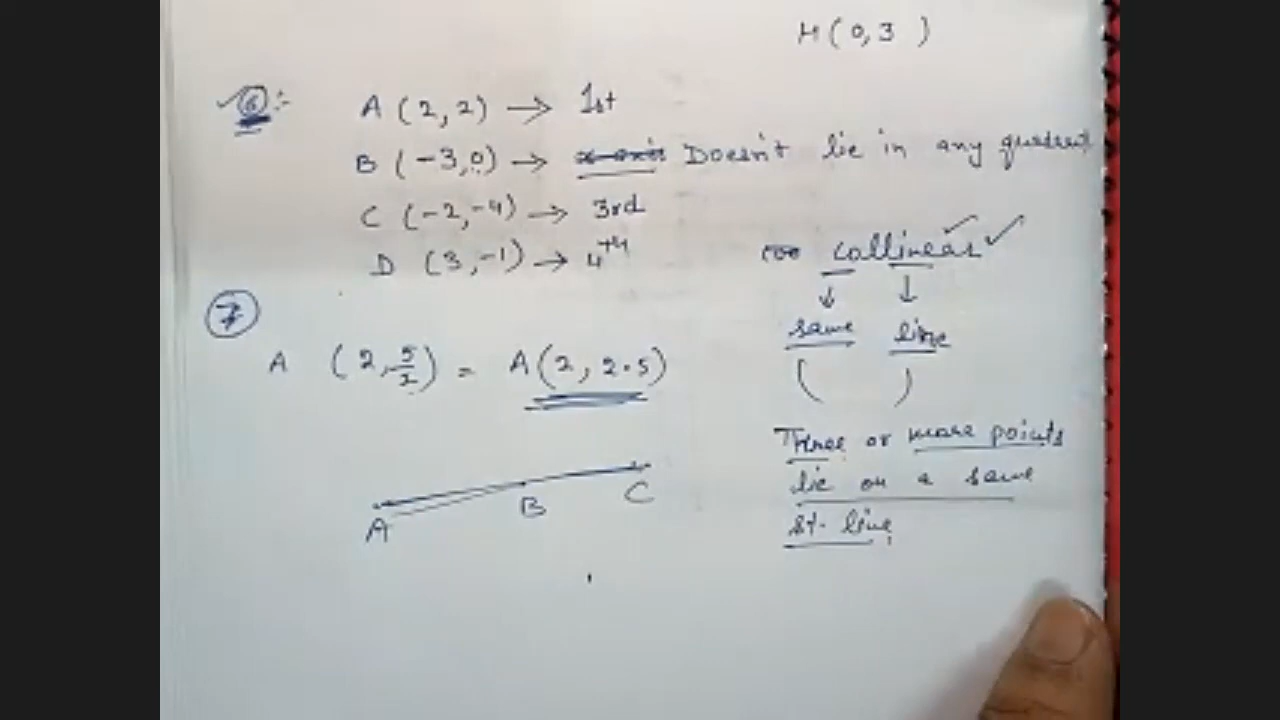 H ( 0, 3 )
6 :-
A ( 2, 2 ) → 1st
B ( -3, 0 ) → x-axis Doesn't lie in any quadrant
C ( -2, -4 ) → 3rd
D ( 3, -1 ) → 4th
collinear
same line
( )
7
A ( 2, 5/2 ) = A ( 2, 2.5 )
Three or more points
lie on a same
st. line
A B C